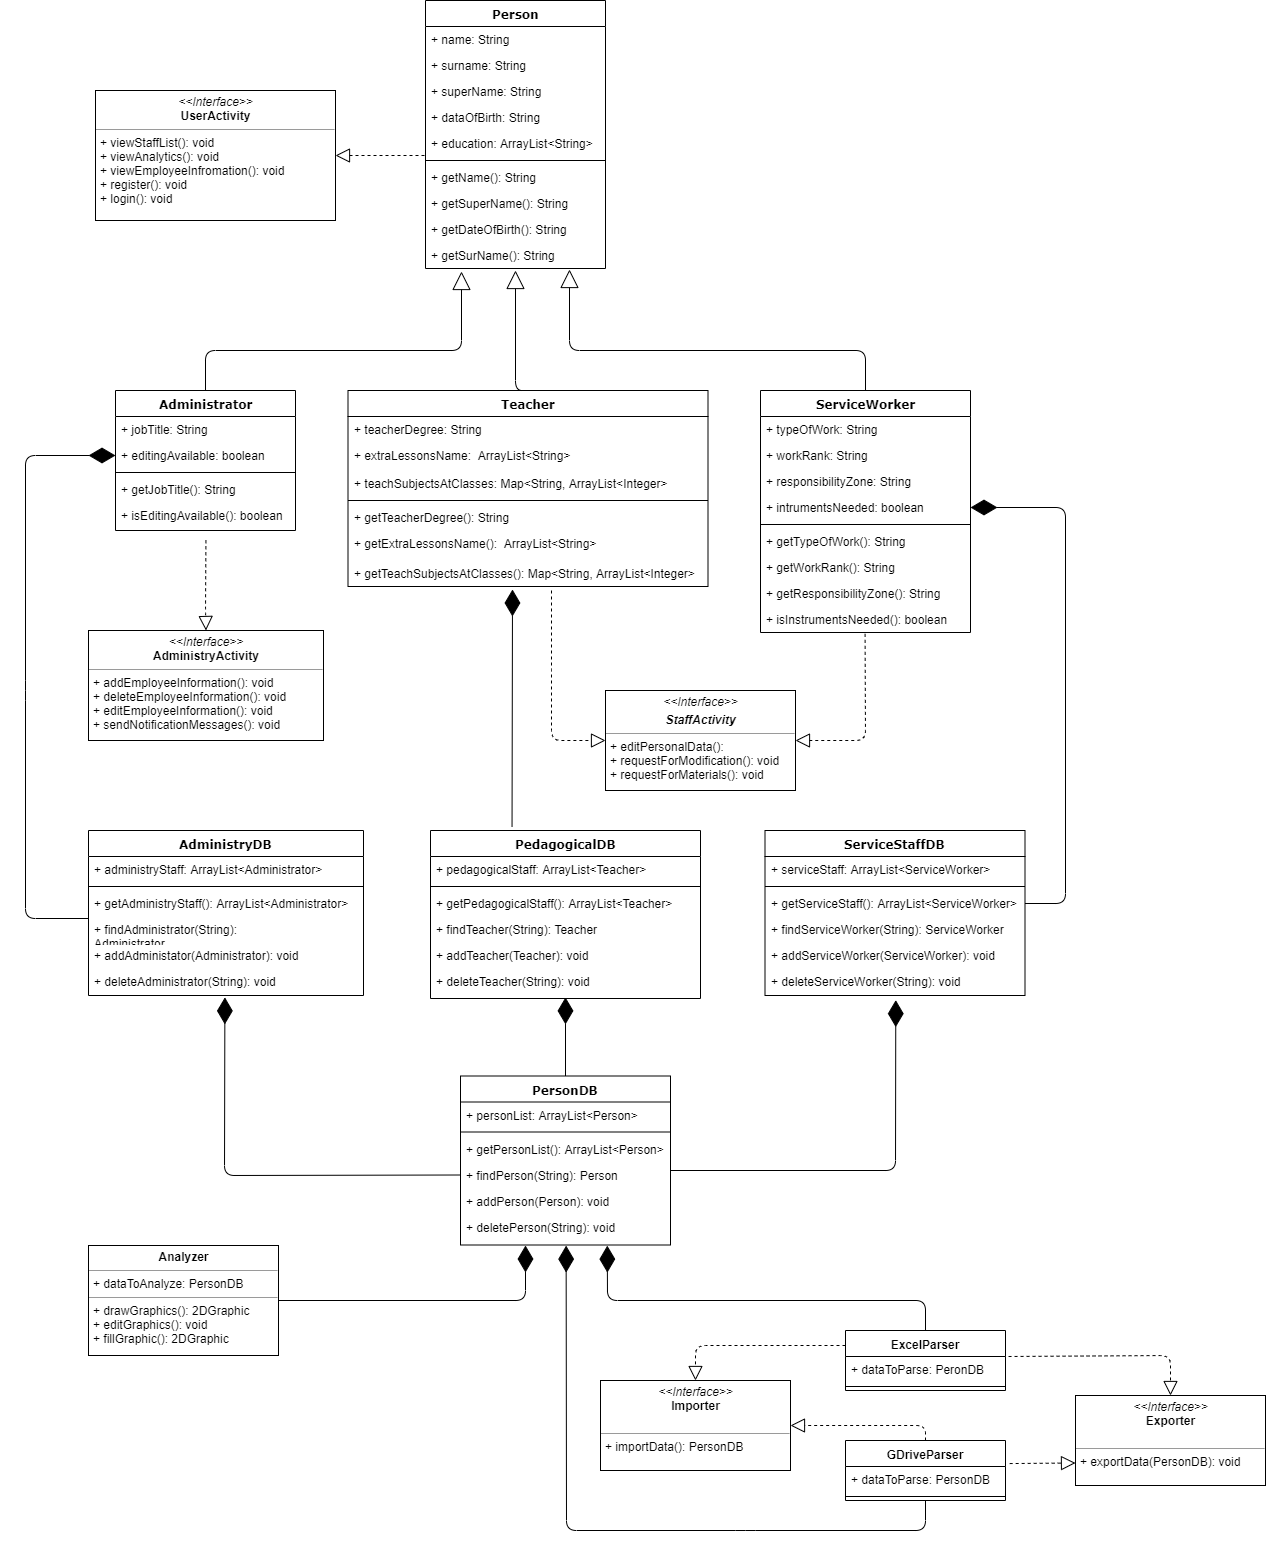 Person
+ name: String
+ surname: String
+ superName: String
+ dataOfBirth: String
+ education: ArrayList<String>
+ getName(): String
+ getSuperName(): String
+ getDateOfBirth(): String
+ getSurName(): String
<<Interface>>
UserActivity
+ viewStaffList(): void
+ viewAnalytics(): void
+ viewEmployeeInfromation(): void
+ register(): void
+ login(): void
Administrator
+ jobTitle: String
+ editingAvailable: boolean
+ getJobTitle(): String
+ isEditingAvailable(): boolean
Teacher
+ teacherDegree: String
+ extraLessonsName:  ArrayList<String>
+ teachSubjectsAtClasses: Map<String, ArrayList<Integer>
+ getTeacherDegree(): String
+ getExtraLessonsName():  ArrayList<String>
+ getTeachSubjectsAtClasses(): Map<String, ArrayList<Integer>
ServiceWorker
+ typeOfWork: String
+ workRank: String
+ responsibilityZone: String
+ intrumentsNeeded: boolean
+ getTypeOfWork(): String
+ getWorkRank(): String
+ getResponsibilityZone(): String
+ isInstrumentsNeeded(): boolean
<<Interface>>
AdministryActivity
+ addEmployeeInformation(): void
+ deleteEmployeeInformation(): void
+ editEmployeeInformation(): void
+ sendNotificationMessages(): void
<<Interface>>
StaffActivity
+ editPersonalData():
+ requestForModification(): void
+ requestForMaterials(): void
AdministryDB
+ administryStaff: ArrayList<Administrator>
+ getAdministryStaff(): ArrayList<Administrator>
+ findAdministrator(String):
Administrator
+ addAdministator(Administrator): void
+ deleteAdministrator(String): void
PedagogicalDB
+ pedagogicalStaff: ArrayList<Teacher>
+ getPedagogicalStaff(): ArrayList<Teacher>
+ findTeacher(String): Teacher
+ addTeacher(Teacher): void
+ deleteTeacher(String): void
ServiceStaffDB
+ serviceStaff: ArrayList<ServiceWorker>
+ getServiceStaff(): ArrayList<ServiceWorker>
+ findServiceWorker(String): ServiceWorker
+ addServiceWorker(ServiceWorker): void
+ deleteServiceWorker(String): void
PersonDB
+ personList: ArrayList<Person>
+ getPersonList(): ArrayList<Person>
+ findPerson(String): Person
+ addPerson(Person): void
+ deletePerson(String): void
Analyzer
+ dataToAnalyze: PersonDB
+ drawGraphics(): 2DGraphic
+ editGraphics(): void
+ fillGraphic(): 2DGraphic
ExcelParser
+ dataToParse: PeronDB
<<Interface>>
Importer
+ importData(): PersonDB
GDriveParser
+ dataToParse: PersonDB
<<Interface>>
Exporter
+ exportData(PersonDB): void